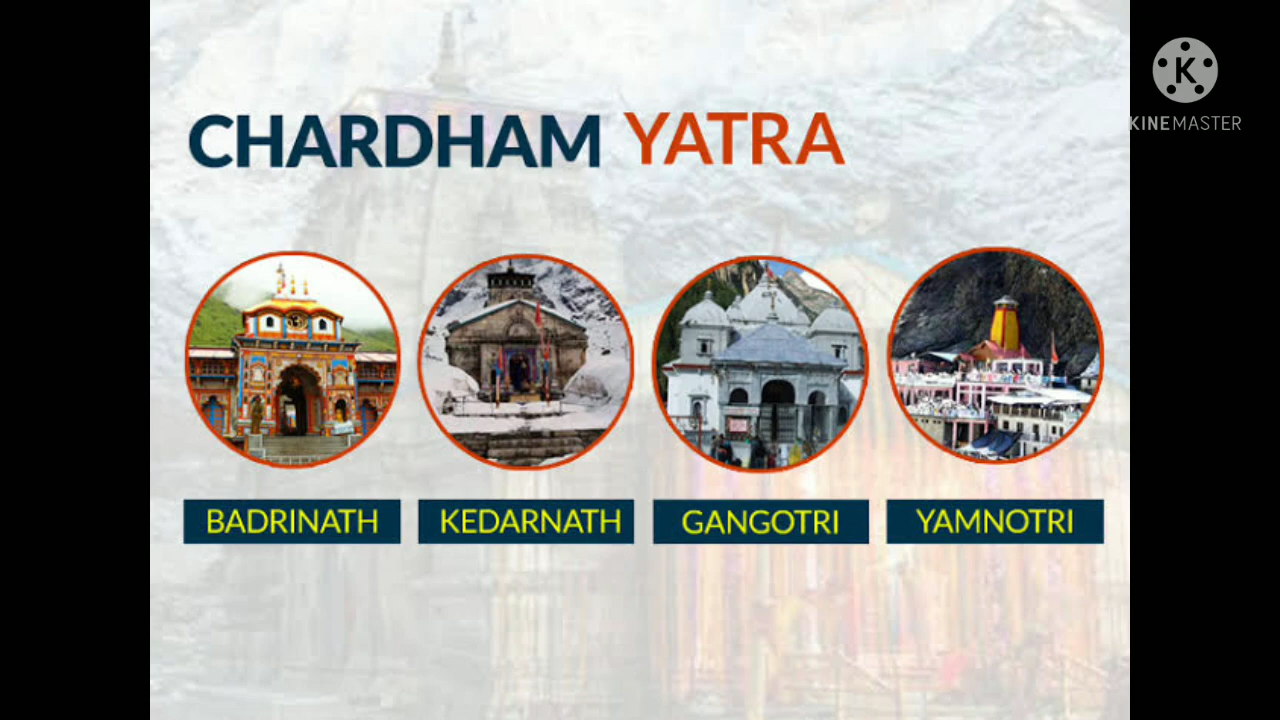 CHARDHAM YATRA
K
KINEMASTER
BADRINATH
KEDARNATH
GANGOTRI
YAMNOTRI